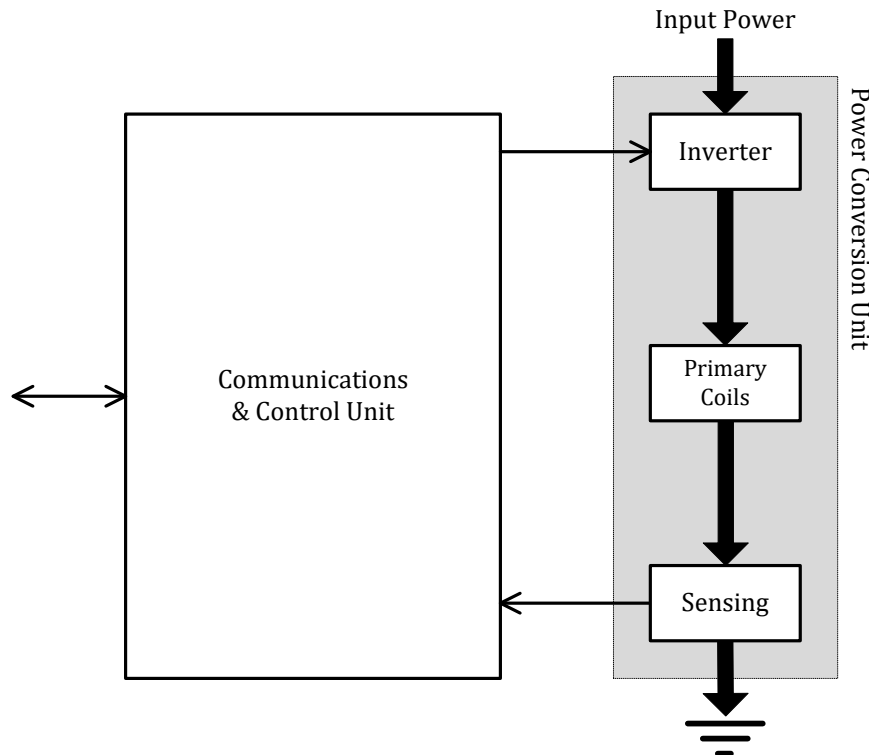 Input Power
Power Conversion Unit
Inverter
Primary
Coils
Communications
& Control Unit
Sensing